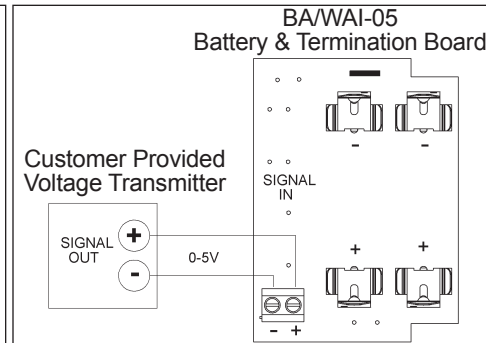 BA/WAI-05
Battery & Termination Board
- -
Customer Provided
Voltage Transmitter
SIGNAL
IN
SIGNAL
OUT
+
-
0-5V
+ +
- +